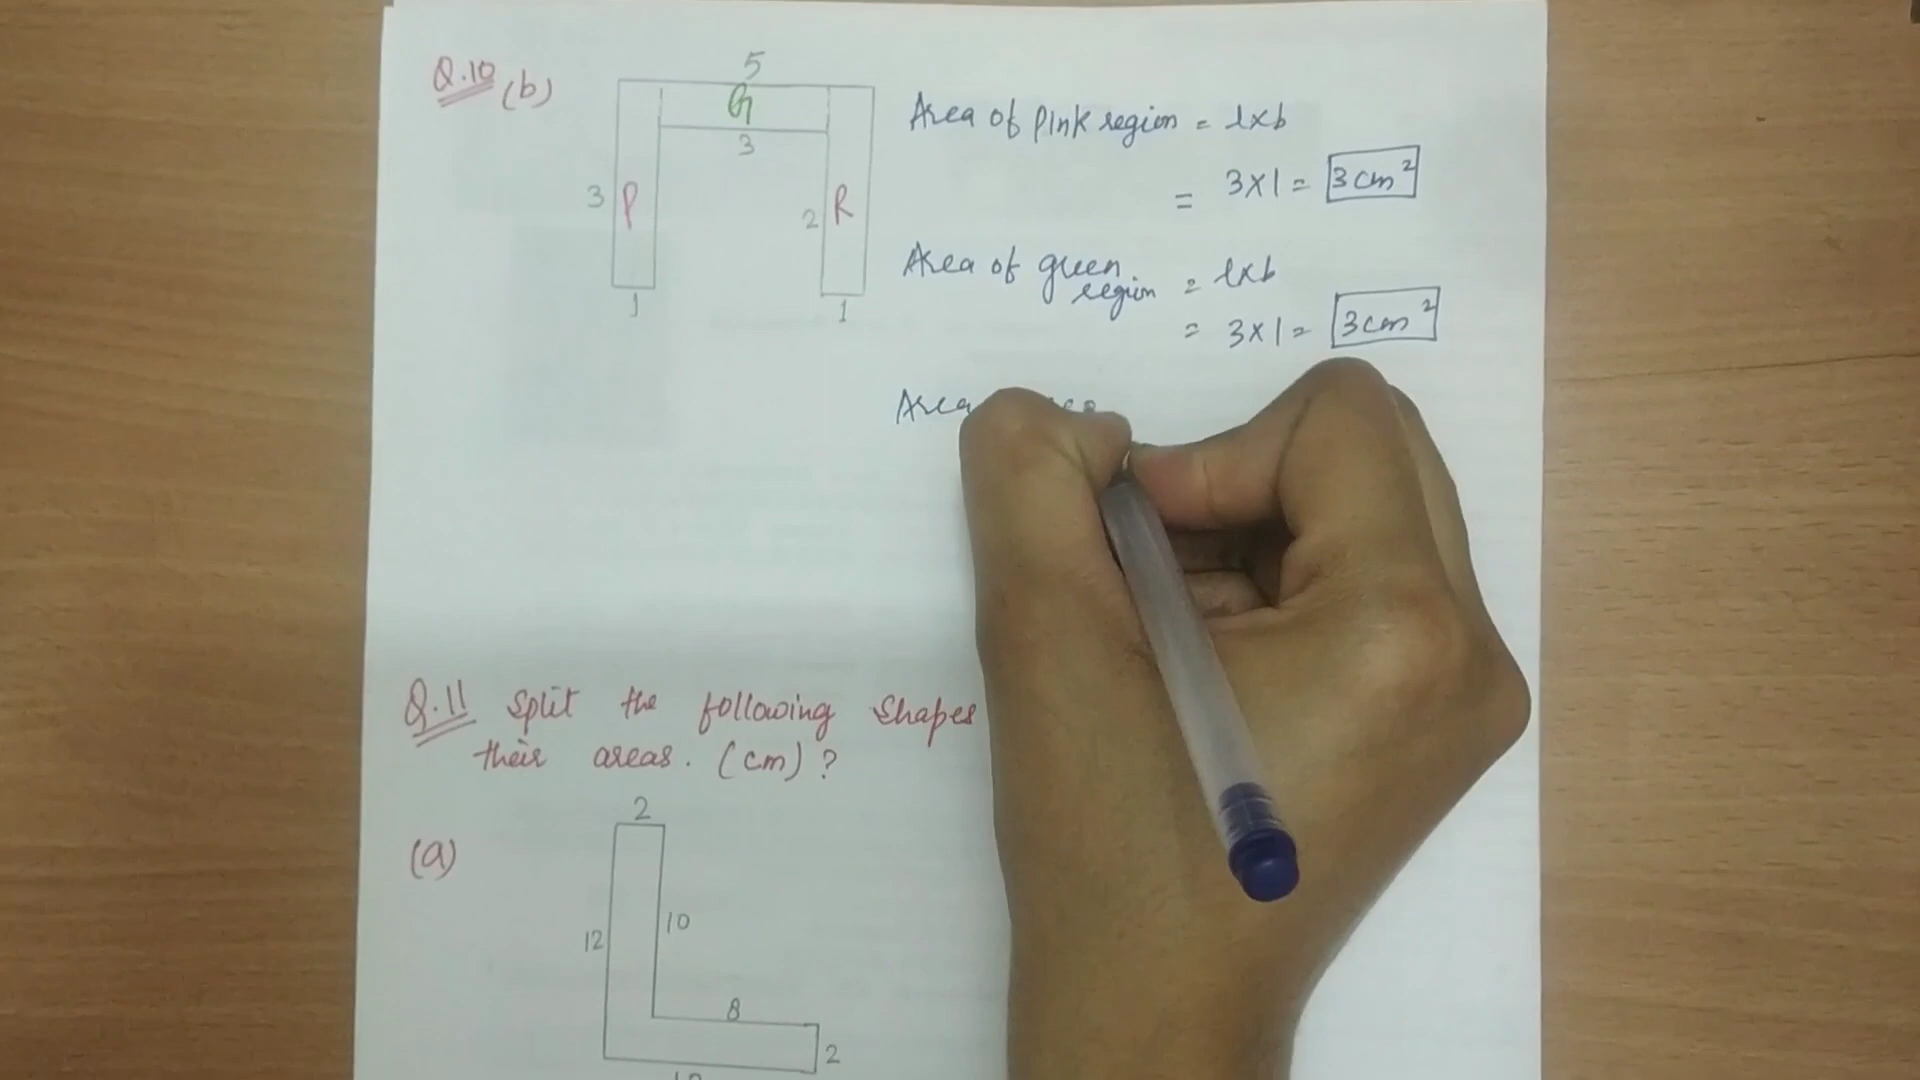 Q.10 (b)
5
G
3
3
P
2
R
1
1
Area of Pink region = l×b
= 3×1 = 3cm²
Area of green region = l×b
= 3×1 = 3cm²
Area
Q.11 Split the following shapes
their areas. (cm) ?
(a)
2
12
10
8
2